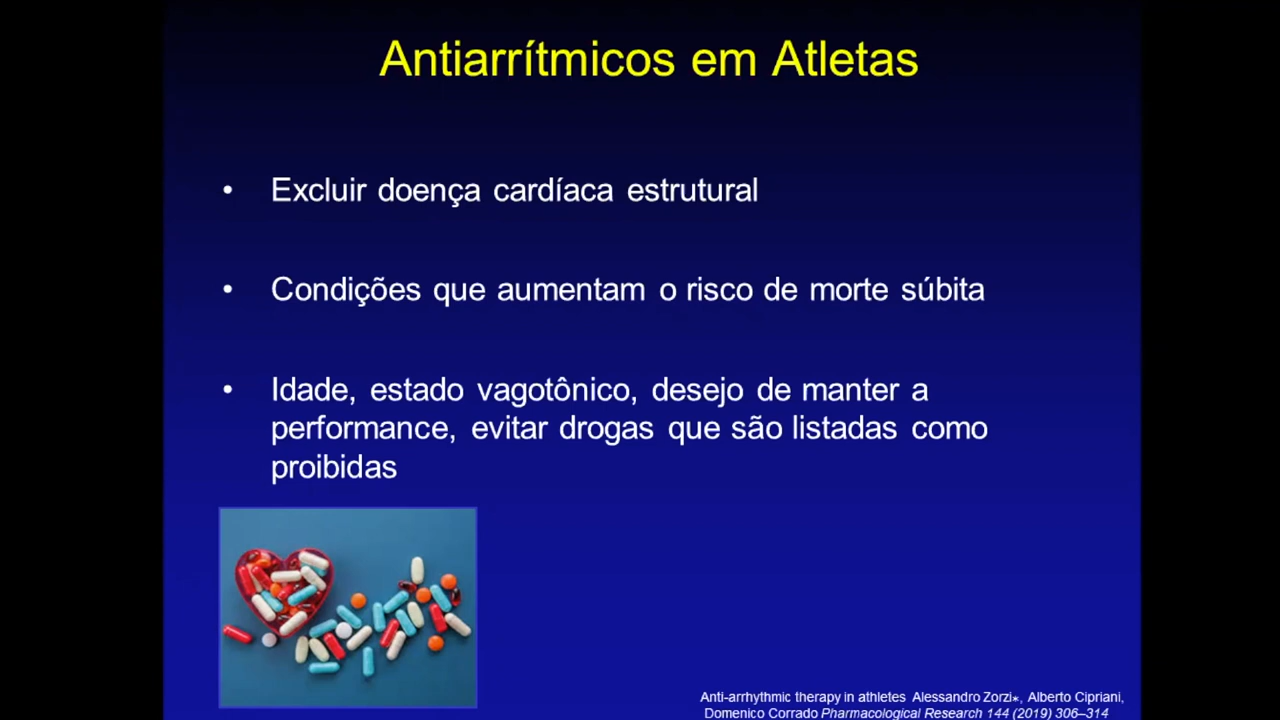 Antiarrítmicos em Atletas
• Excluir doença cardíaca estrutural
• Condições que aumentam o risco de morte súbita
• Idade, estado vagotônico, desejo de manter a
performance, evitar drogas que são listadas como
proibidas
Anti-arrhythmic therapy in athletes Alessandro Zorzi⁎, Alberto Cipriani,
Domenico Corrado Pharmacological Research 144 (2019) 306–314